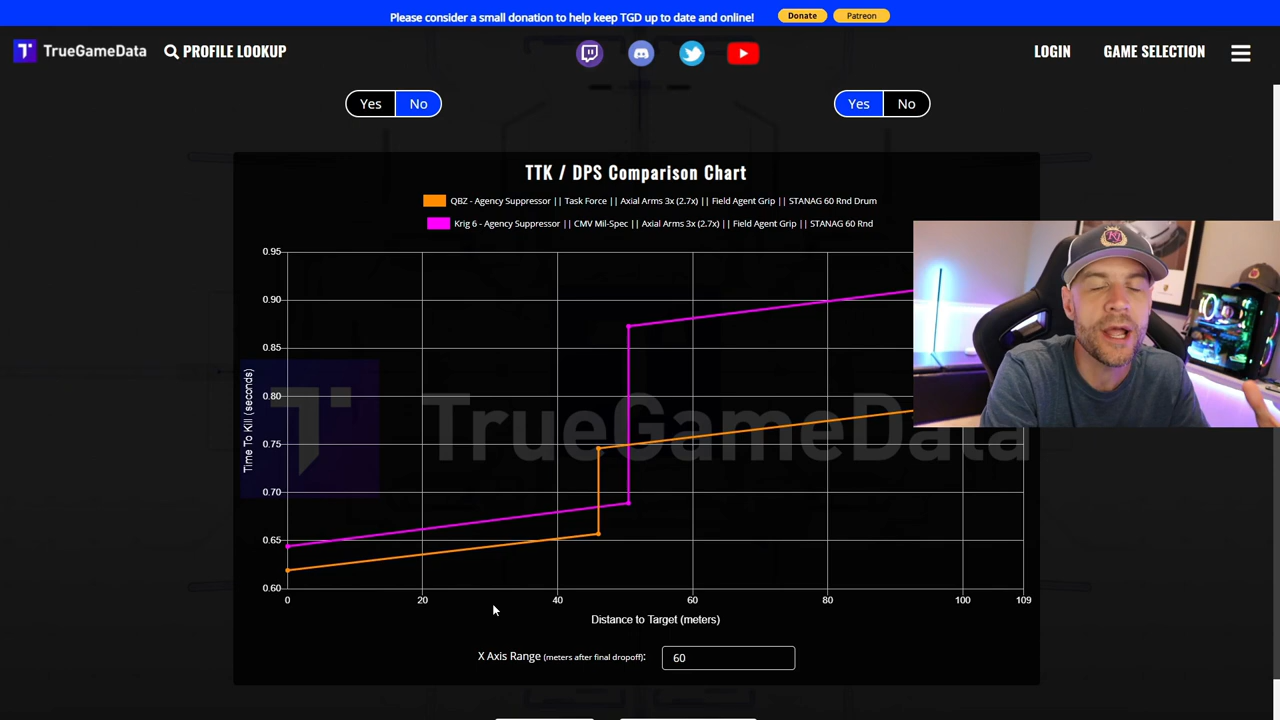 Please consider a small donation to help keep TGD up to date and online! Donate Patreon
TrueGameData PROFILE LOOKUP LOGIN GAME SELECTION
Yes No Yes No
TTK / DPS Comparison Chart
QBZ - Agency Suppressor || Task Force || Axial Arms 3x (2.7x) || Field Agent Grip || STANAG 60 Rnd Drum
Krig 6 - Agency Suppressor || CMV Mil-Spec || Axial Arms 3x (2.7x) || Field Agent Grip || STANAG 60 Rnd
0.95
0.90
0.85
0.80
0.75
0.70
0.65
0.60
Time To Kill (seconds)
TrueGameData
0 20 40 60 80 100 109
Distance to Target (meters)
X Axis Range (meters after final dropoff): 60